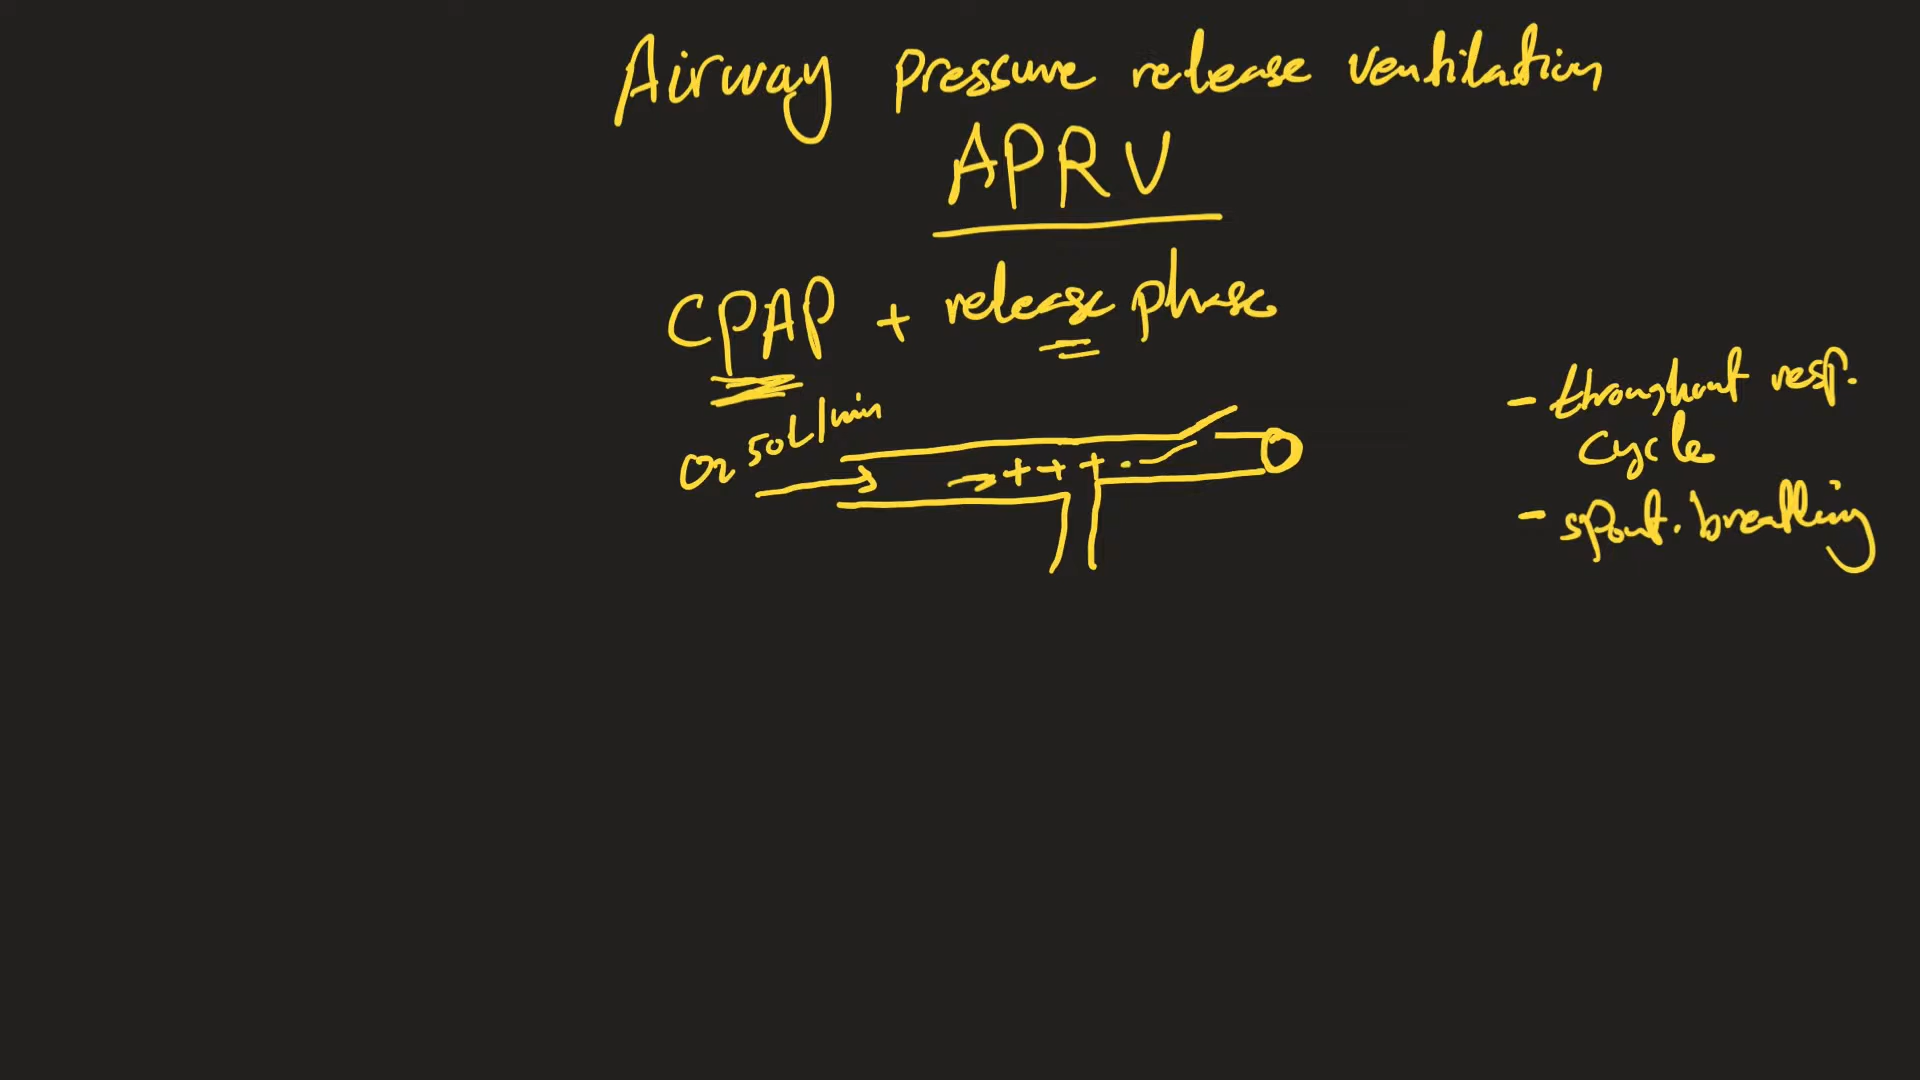 Airway pressure release ventilation
APRV
CPAP + release phase
O2 50L/min
+ + +
- throughout resp.
cycle
- spont. breathing